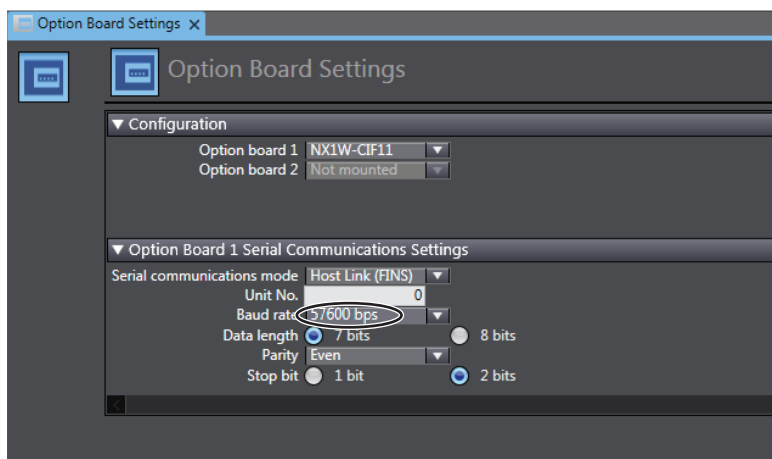 Option Board Settings
Option Board Settings
Configuration
Option board 1 NX1W-CIF11
Option board 2 Not mounted
Option Board 1 Serial Communications Settings
Serial communications mode Host Link (FINS)
Unit No. 0
Baud rate 57600 bps
Data length 7 bits 8 bits
Parity Even
Stop bit 1 bit 2 bits